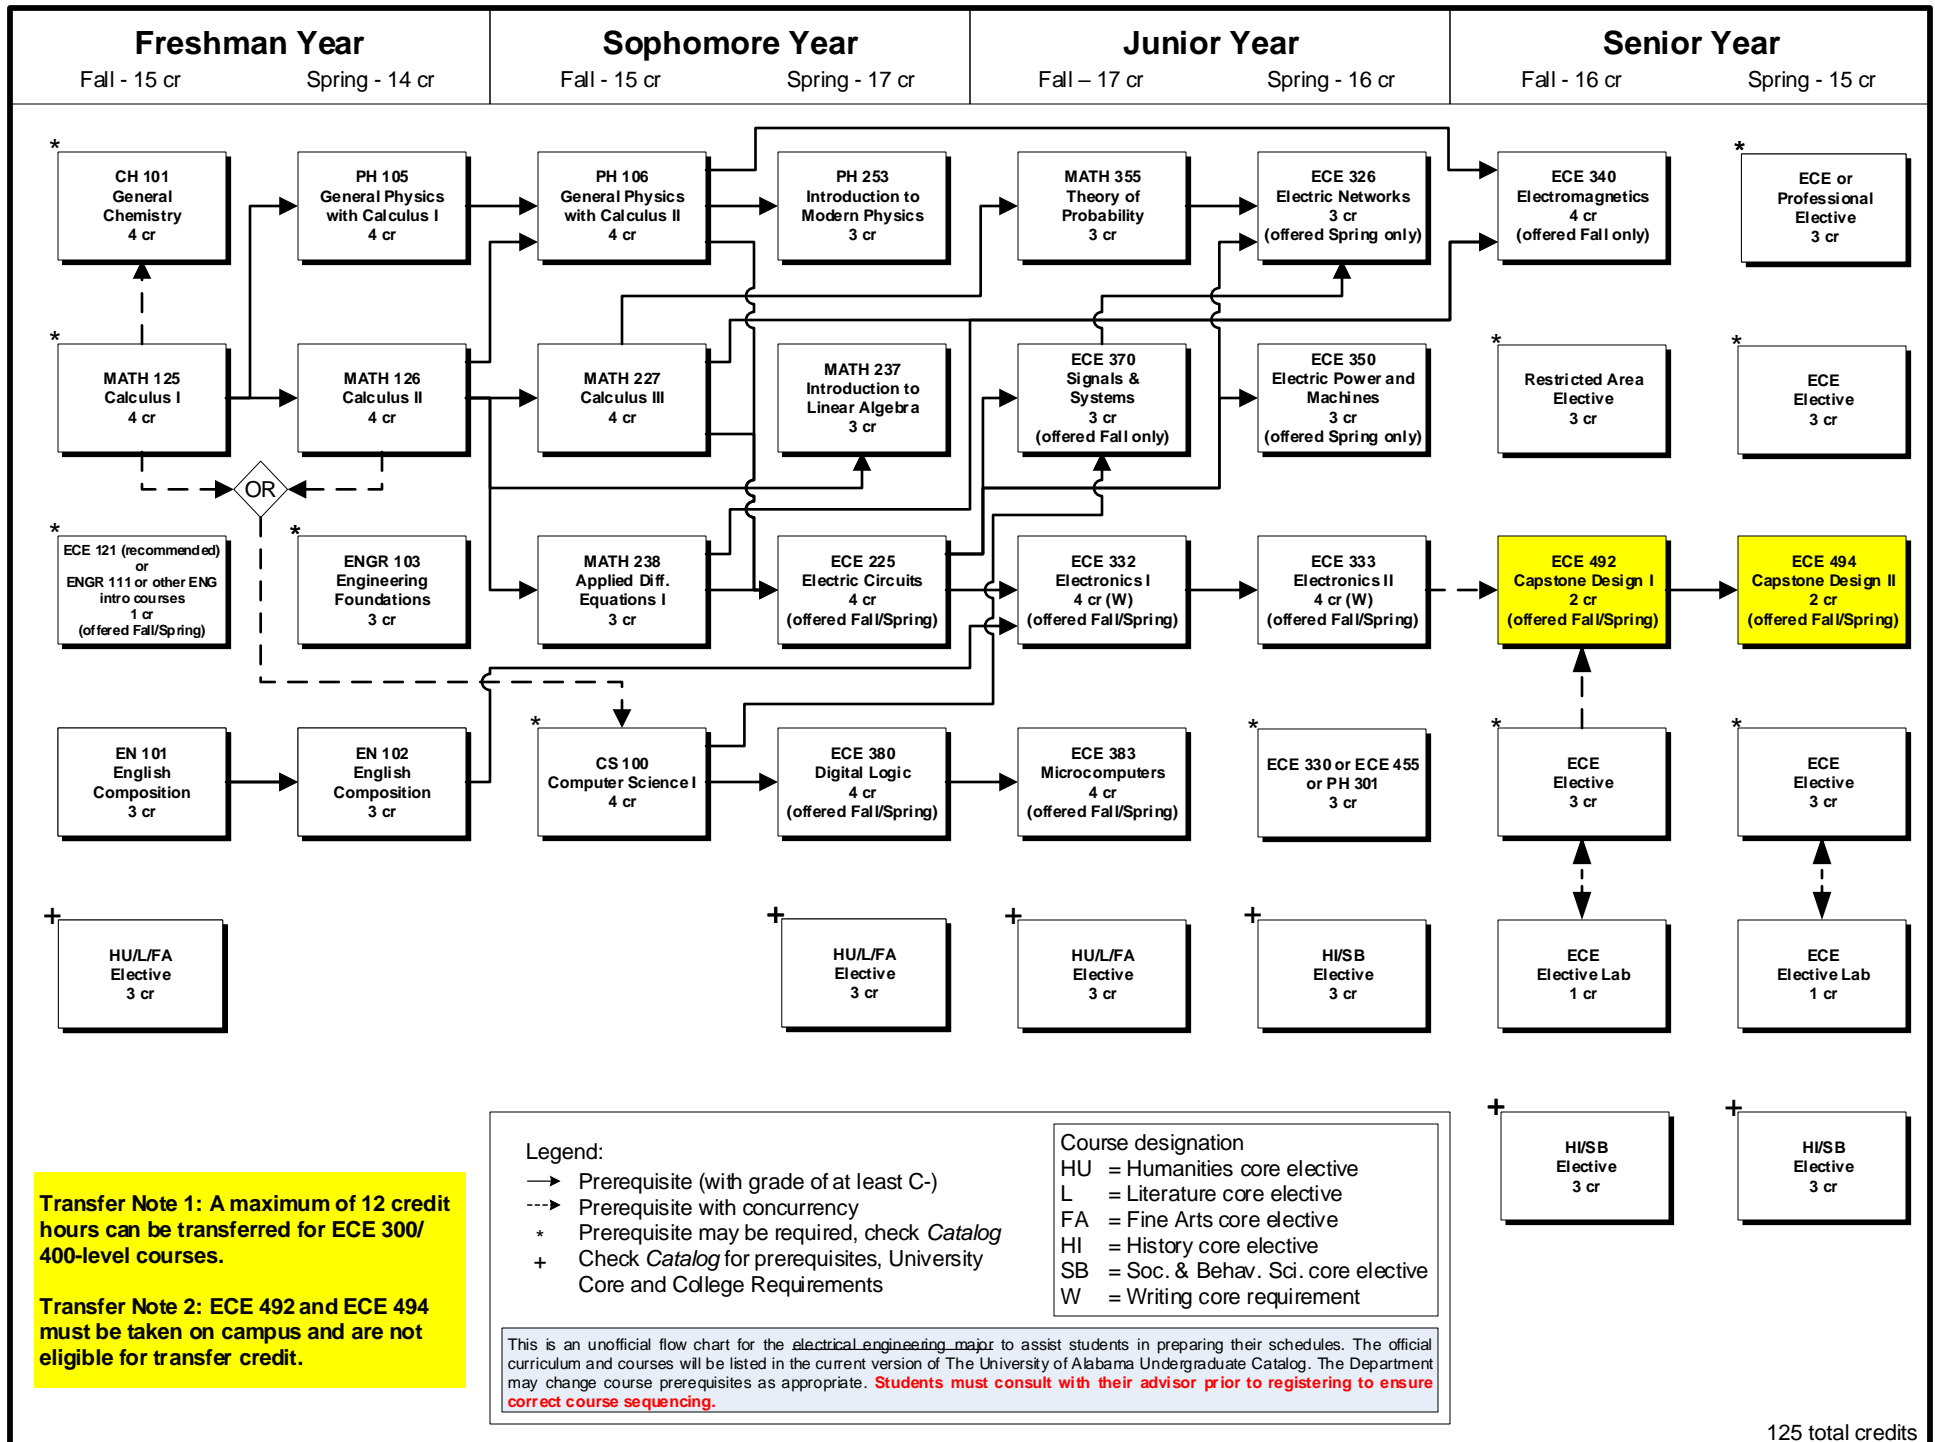 Freshman Year
Fall - 15 cr
Spring - 14 cr
Sophomore Year
Fall - 15 cr
Spring - 17 cr
Junior Year
Fall – 17 cr
Spring - 16 cr
Senior Year
Fall - 16 cr
Spring - 15 cr
*
CH 101
General
Chemistry
4 cr
PH 105
General Physics
with Calculus I
4 cr
PH 106
General Physics
with Calculus II
4 cr
PH 253
Introduction to
Modern Physics
3 cr
MATH 355
Theory of
Probability
3 cr
ECE 326
Electric Networks
3 cr
(offered Spring only)
ECE 340
Electromagnetics
4 cr
(offered Fall only)
*
ECE or
Professional
Elective
3 cr
*
MATH 125
Calculus I
4 cr
MATH 126
Calculus II
4 cr
MATH 227
Calculus III
4 cr
MATH 237
Introduction to
Linear Algebra
3 cr
ECE 370
Signals &
Systems
3 cr
(offered Fall only)
ECE 350
Electric Power and
Machines
3 cr
(offered Spring only)
*
Restricted Area
Elective
3 cr
*
ECE
Elective
3 cr
OR
*
ECE 121 (recommended)
or
ENGR 111 or other ENG
intro courses
1 cr
(offered Fall/Spring)
*
ENGR 103
Engineering
Foundations
3 cr
MATH 238
Applied Diff.
Equations I
3 cr
ECE 225
Electric Circuits
4 cr
(offered Fall/Spring)
ECE 332
Electronics I
4 cr (W)
(offered Fall/Spring)
ECE 333
Electronics II
4 cr (W)
(offered Fall/Spring)
ECE 492
Capstone Design I
2 cr
(offered Fall/Spring)
ECE 494
Capstone Design II
2 cr
(offered Fall/Spring)
EN 101
English
Composition
3 cr
EN 102
English
Composition
3 cr
*
CS 100
Computer Science I
4 cr
ECE 380
Digital Logic
4 cr
(offered Fall/Spring)
ECE 383
Microcomputers
4 cr
(offered Fall/Spring)
*
ECE 330 or ECE 455
or PH 301
3 cr
*
ECE
Elective
3 cr
*
ECE
Elective
3 cr
+
HU/L/FA
Elective
3 cr
+
HU/L/FA
Elective
3 cr
+
HU/L/FA
Elective
3 cr
+
HI/SB
Elective
3 cr
ECE
Elective Lab
1 cr
ECE
Elective Lab
1 cr
+
HI/SB
Elective
3 cr
+
HI/SB
Elective
3 cr
Transfer Note 1: A maximum of 12 credit
hours can be transferred for ECE 300/
400-level courses.
Transfer Note 2: ECE 492 and ECE 494
must be taken on campus and are not
eligible for transfer credit.
Legend:
Prerequisite (with grade of at least C-)
Prerequisite with concurrency
* Prerequisite may be required, check Catalog
+ Check Catalog for prerequisites, University
Core and College Requirements
Course designation
HU = Humanities core elective
L = Literature core elective
FA = Fine Arts core elective
HI = History core elective
SB = Soc. & Behav. Sci. core elective
W = Writing core requirement
This is an unofficial flow chart for the electrical engineering major to assist students in preparing their schedules. The official
curriculum and courses will be listed in the current version of The University of Alabama Undergraduate Catalog. The Department
may change course prerequisites as appropriate. Students must consult with their advisor prior to registering to ensure
correct course sequencing.
125 total credits